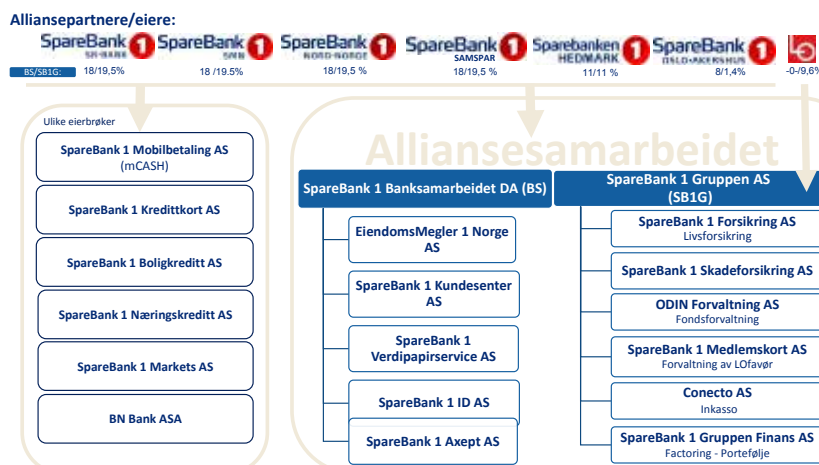 Alliansepartnere/eiere:
SpareBank 1 SpareBank 1 SpareBank 1 SpareBank 1 Sparebanken 1 SpareBank 1 LO
SR-BANK SMN NORD-NORGE SAMSPAR HEDMARK OSLO•AKERSHUS
BS/SB1G: 18/19,5% 18 /19.5% 18/19,5 % 18/19,5 % 11/11 % 8/1,4% -0-/9,6%
Ulike eierbrøker
SpareBank 1 Mobilbetaling AS
(mCASH)
SpareBank 1 Kredittkort AS
SpareBank 1 Boligkreditt AS
SpareBank 1 Næringskreditt AS
SpareBank 1 Markets AS
BN Bank ASA
Alliansesamarbeidet
SpareBank 1 Banksamarbeidet DA (BS)
EiendomsMegler 1 Norge
AS
SpareBank 1 Kundesenter
AS
SpareBank 1
Verdipapirservice AS
SpareBank 1 ID AS
SpareBank 1 Axept AS
SpareBank 1 Gruppen AS
(SB1G)
SpareBank 1 Forsikring AS
Livsforsikring
SpareBank 1 Skadeforsikring AS
ODIN Forvaltning AS
Fondsforvaltning
SpareBank 1 Medlemskort AS
Forvaltning av LOfavør
Conecto AS
Inkasso
SpareBank 1 Gruppen Finans AS
Factoring - Portefølje